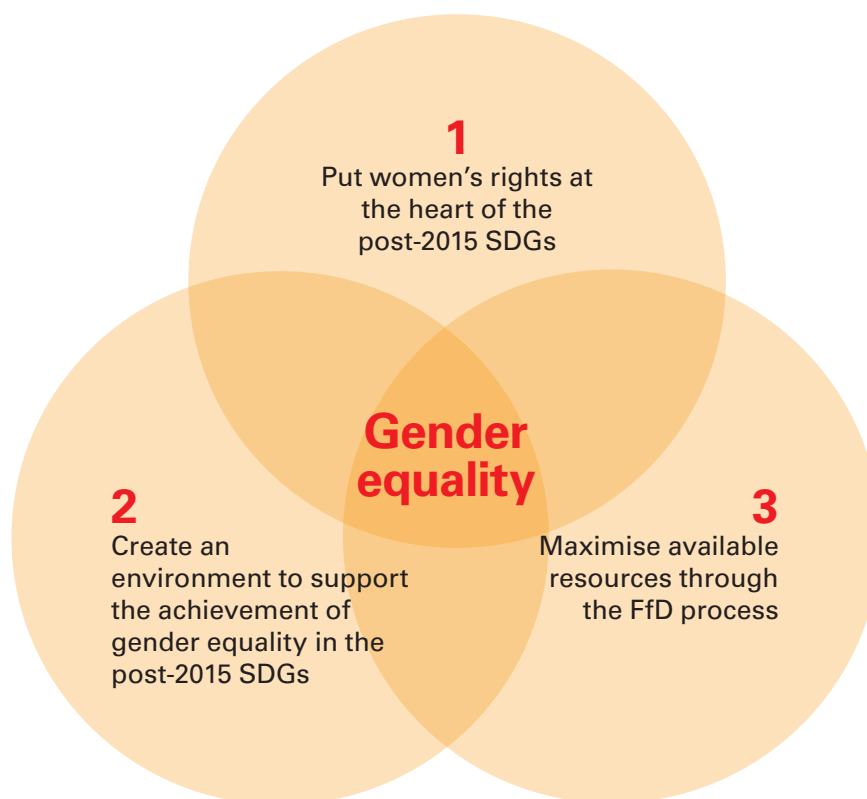 1
Put women’s rights at
the heart of the
post-2015 SDGs
Gender
equality
2
Create an
environment to support
the achievement of
gender equality in the
post-2015 SDGs
3
Maximise available
resources through
the FfD process